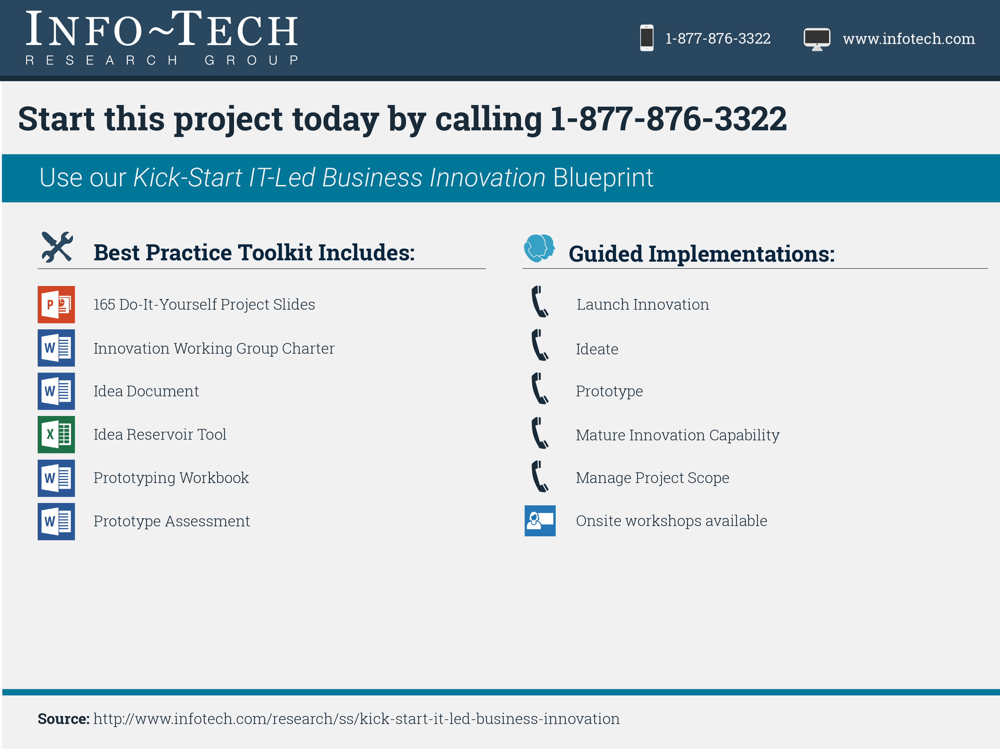 INFO~TECH
RESEARCH GROUP
1-877-876-3322
www.infotech.com
Start this project today by calling 1-877-876-3322
Use our Kick-Start IT-Led Business Innovation Blueprint
Best Practice Toolkit Includes:
P 165 Do-It-Yourself Project Slides
W Innovation Working Group Charter
W Idea Document
X Idea Reservoir Tool
W Prototyping Workbook
W Prototype Assessment
Guided Implementations:
Launch Innovation
Ideate
Prototype
Mature Innovation Capability
Manage Project Scope
Onsite workshops available
Source: http://www.infotech.com/research/ss/kick-start-it-led-business-innovation